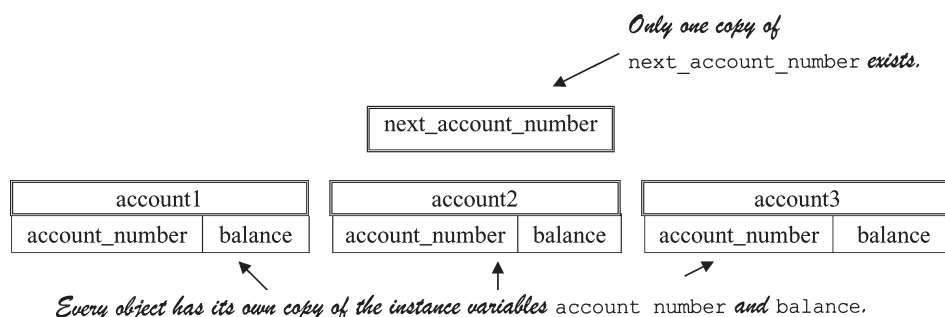 Only one copy of
next_account_number exists.
next_account_number
account1
account_number balance
account2
account_number balance
account3
account_number balance
Every object has its own copy of the instance variables account number and balance.